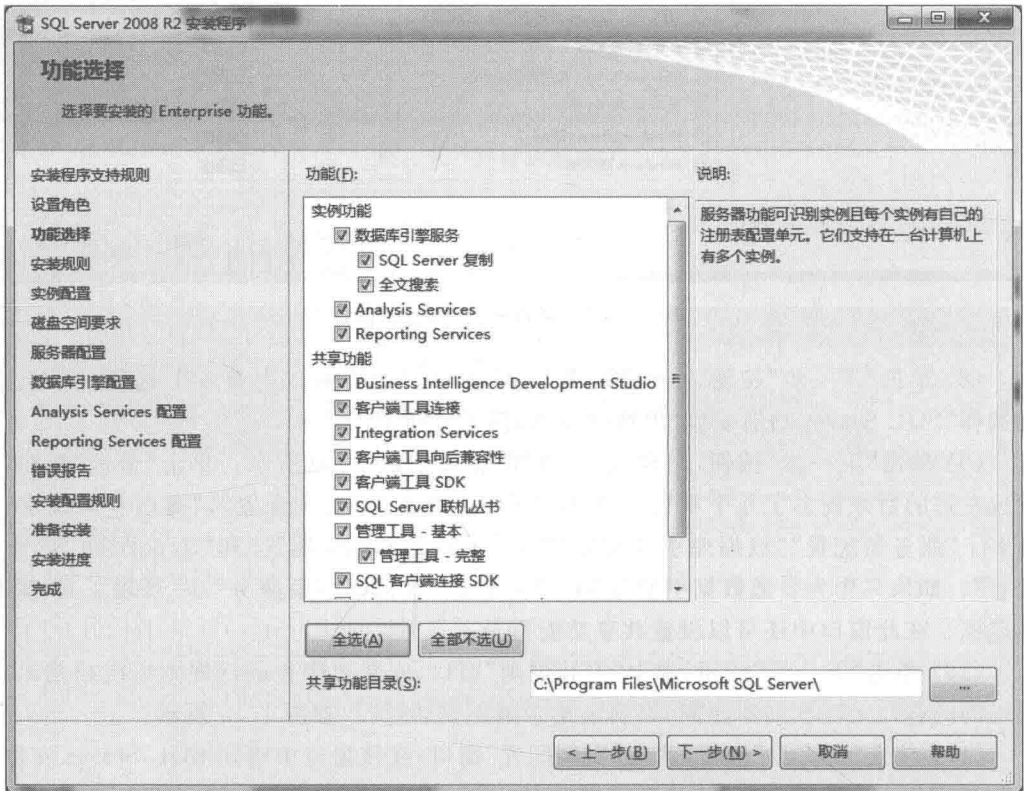 SQL Server 2008 R2 安装程序
功能选择
选择要安装的 Enterprise 功能。
安装程序支持规则
设置角色
功能选择
安装规则
实例配置
磁盘空间要求
服务器配置
数据库引擎配置
Analysis Services 配置
Reporting Services 配置
错误报告
安装配置规则
准备安装
安装进度
完成
功能(F):
实例功能
数据库引擎服务
SQL Server 复制
全文搜索
Analysis Services
Reporting Services
共享功能
Business Intelligence Development Studio
客户端工具连接
Integration Services
客户端工具向后兼容性
客户端工具 SDK
SQL Server 联机丛书
管理工具 - 基本
管理工具 - 完整
SQL 客户端连接 SDK
说明:
服务器功能可识别实例且每个实例有自己的
注册表配置单元。它们支持在一台计算机上
有多个实例。
全选(A)
全部不选(U)
共享功能目录(S):
C:\Program Files\Microsoft SQL Server\
...
< 上一步(B)
下一步(N) >
取消
帮助